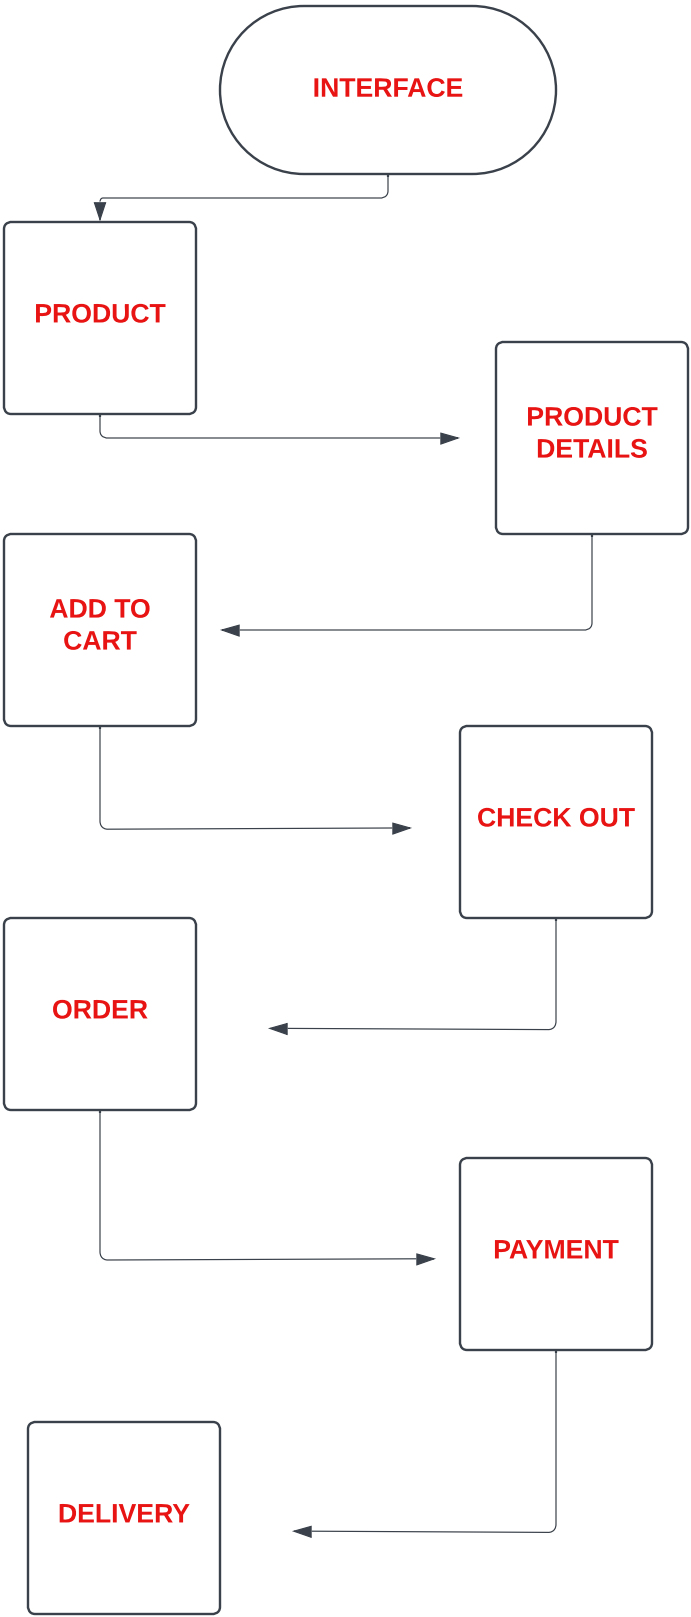 INTERFACE
PRODUCT
PRODUCT
DETAILS
ADD TO
CART
CHECK OUT
ORDER
PAYMENT
DELIVERY